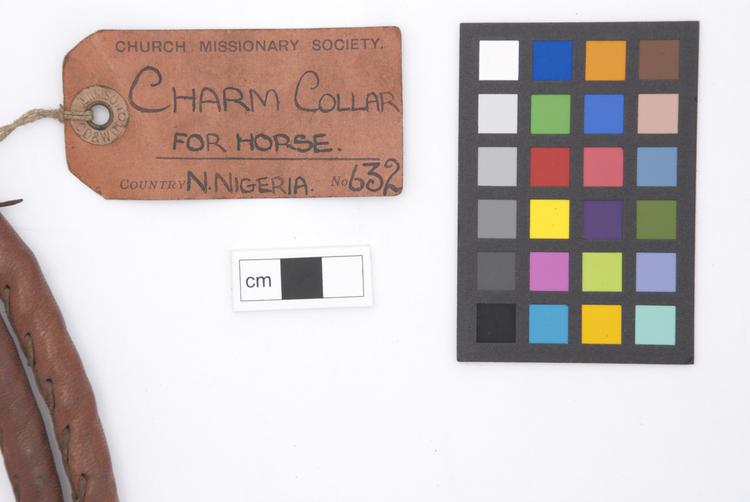 CHURCH MISSIONARY SOCIETY.
CHARM COLLAR
FOR HORSE.
COUNTRY N.NIGERIA. No 632
cm